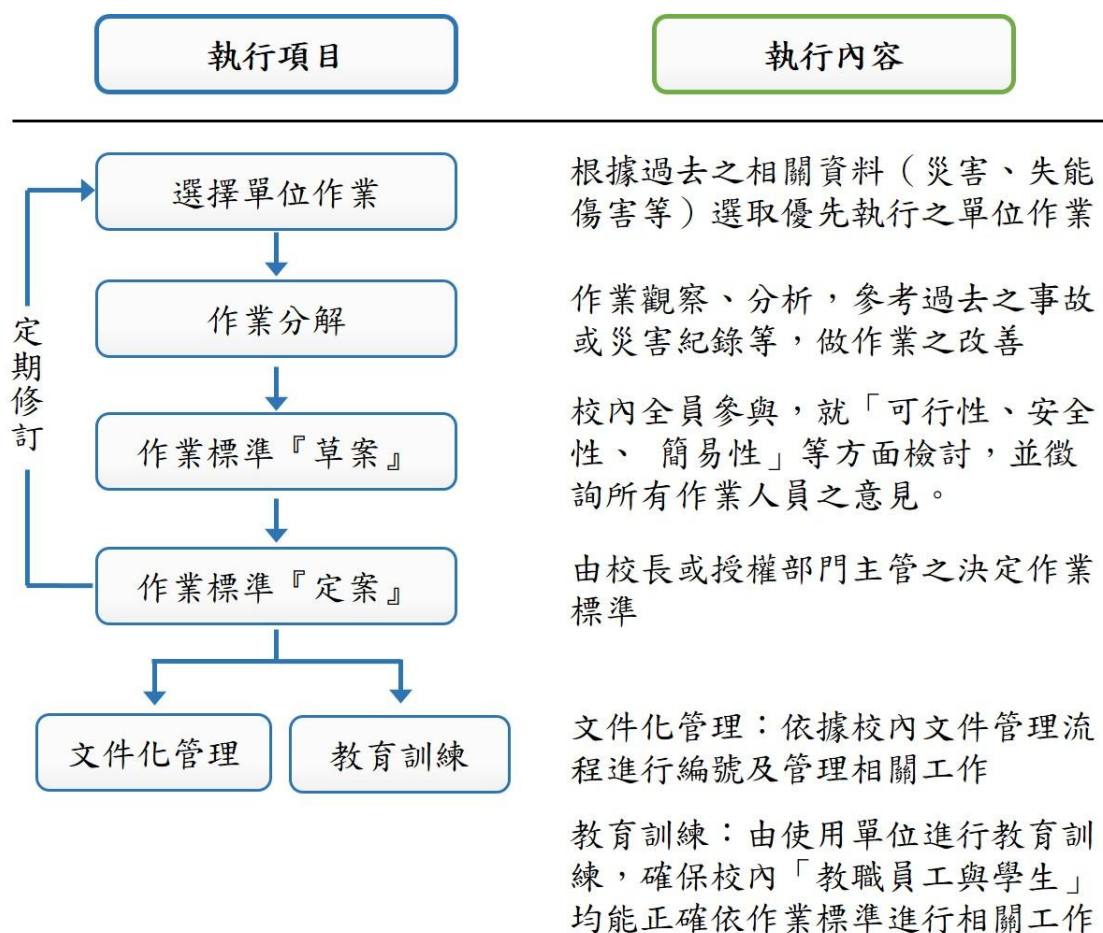 執行項目
執行內容
選擇單位作業
根據過去之相關資料（災害、失能
傷害等）選取優先執行之單位作業
作業分解
作業觀察、分析，參考過去之事故
或災害紀錄等，做作業之改善
定期修訂
作業標準『草案』
校內全員參與，就「可行性、安全
性、 簡易性」等方面檢討，並徵
詢所有作業人員之意見。
作業標準『定案』
由校長或授權部門主管之決定作業
標準
文件化管理
教育訓練
文件化管理：依據校內文件管理流
程進行編號及管理相關工作
教育訓練：由使用單位進行教育訓
練，確保校內「教職員工與學生」
均能正確依作業標準進行相關工作